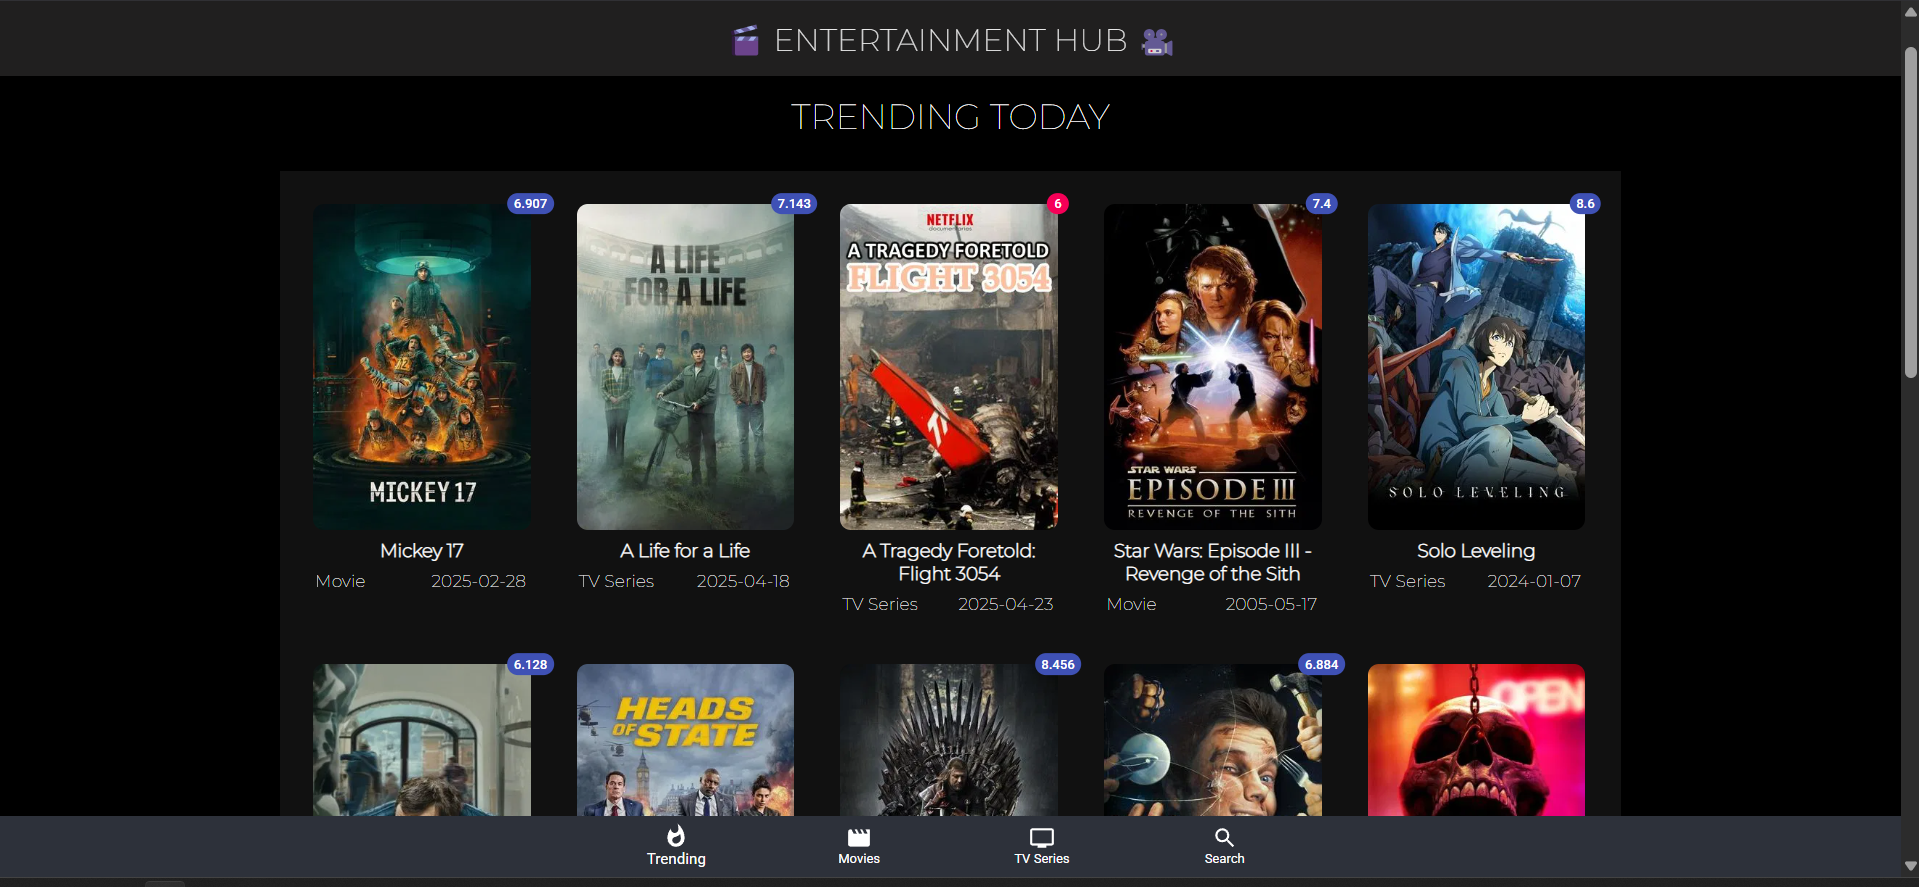 ENTERTAINMENT HUB
TRENDING TODAY
6.907
7.143
6
7.4
8.6
MICKEY 17
A LIFE
FOR A LIFE
NETFLIX
documentaries
A TRAGEDY FORETOLD
FLIGHT 3054
STAR WARS
EPISODE III
REVENGE OF THE SITH
SOLO LEVELING
Mickey 17
Movie 2025-02-28
A Life for a Life
TV Series 2025-04-18
A Tragedy Foretold:
Flight 3054
TV Series 2025-04-23
Star Wars: Episode III -
Revenge of the Sith
Movie 2005-05-17
Solo Leveling
TV Series 2024-01-07
6.128
8.456
6.884
HEADS
OF STATE
OPEN
Trending
Movies
TV Series
Search